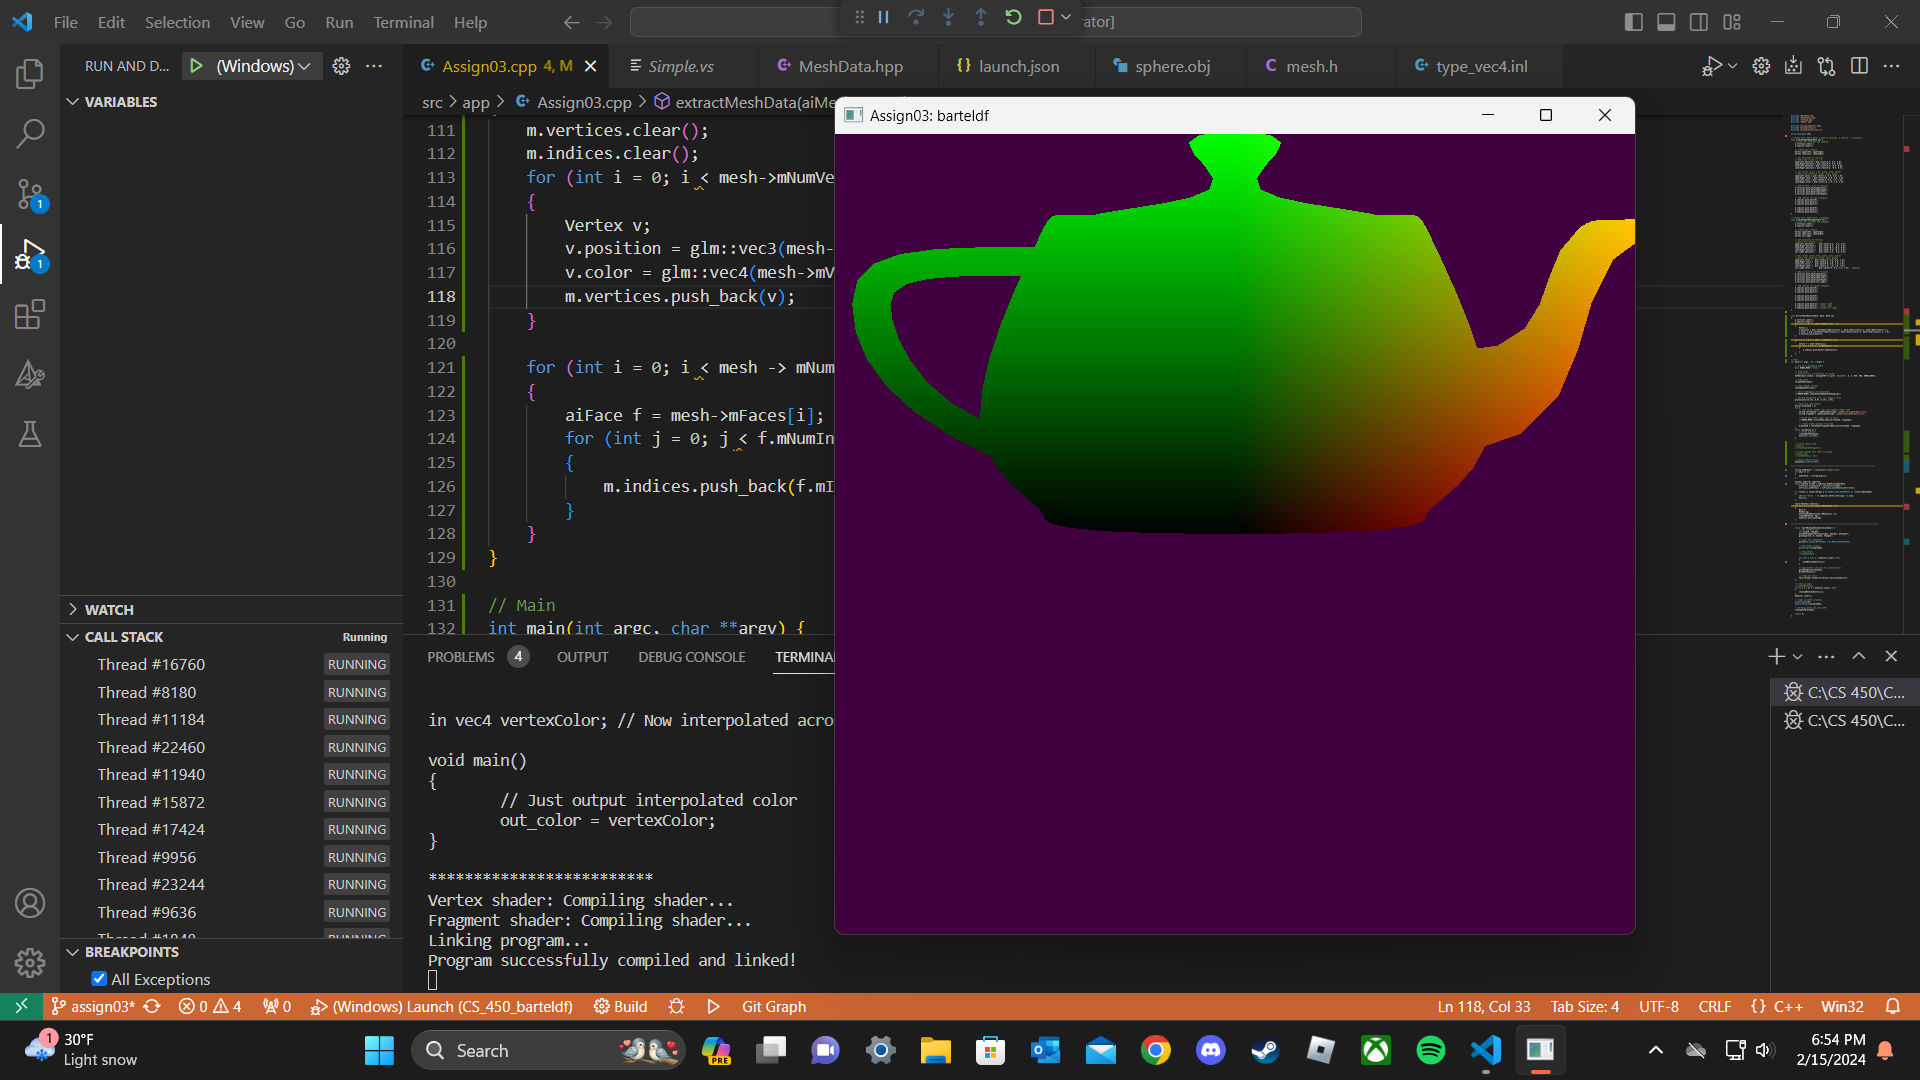 File Edit Selection View Go Run Terminal Help
rator]
RUN AND D... (Windows)
Assign03.cpp 4, M
Simple.vs
MeshData.hpp
launch.json
sphere.obj
mesh.h
type_vec4.inl
VARIABLES
src > app > Assign03.cpp > extractMeshData(aiMe
Assign03: barteldf
111 m.vertices.clear();
112 m.indices.clear();
113 for (int i = 0; i < mesh->mNumVe
114 {
115 Vertex v;
116 v.position = glm::vec3(mesh-
117 v.color = glm::vec4(mesh->mV
118 m.vertices.push_back(v);
119 }
120
121 for (int i = 0; i < mesh -> mNum
122 {
123 aiFace f = mesh->mFaces[i];
124 for (int j = 0; j < f.mNumIn
125 {
126 m.indices.push_back(f.mI
127 }
128 }
129 }
130
131 // Main
132 int main(int argc, char **argv) {
WATCH
CALL STACK Running
Thread #16760 RUNNING
Thread #8180 RUNNING
Thread #11184 RUNNING
Thread #22460 RUNNING
Thread #11940 RUNNING
Thread #15872 RUNNING
Thread #17424 RUNNING
Thread #9956 RUNNING
Thread #23244 RUNNING
Thread #9636 RUNNING
BREAKPOINTS
All Exceptions
PROBLEMS 4 OUTPUT DEBUG CONSOLE TERMINA
in vec4 vertexColor; // Now interpolated acro
void main()
{
// Just output interpolated color
out_color = vertexColor;
}
*************************
Vertex shader: Compiling shader...
Fragment shader: Compiling shader...
Linking program...
Program successfully compiled and linked!
C:\CS 450\C...
C:\CS 450\C...
assign03* 0 4 0 (Windows) Launch (CS_450_barteldf) Build Git Graph
Ln 118, Col 33 Tab Size: 4 UTF-8 CRLF {} C++ Win32
1
30°F
Light snow
Search
PRE
6:54 PM
2/15/2024